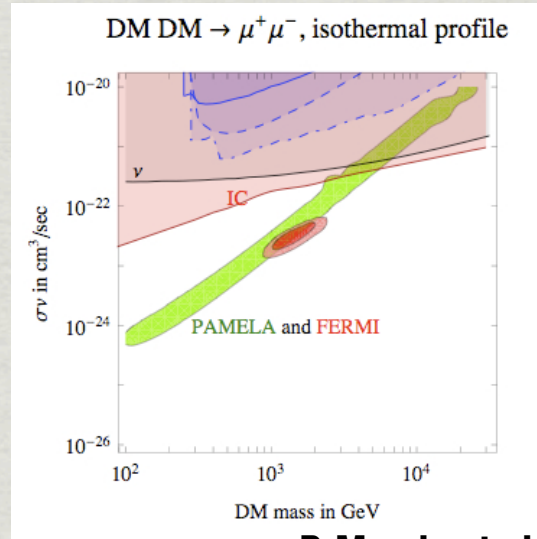 DM DM → μ⁺μ⁻, isothermal profile
10⁻²⁰
ν
10⁻²²
IC
σv in cm³/sec
10⁻²⁴
PAMELA and FERMI
10⁻²⁶
10² 10³ 10⁴
DM mass in GeV